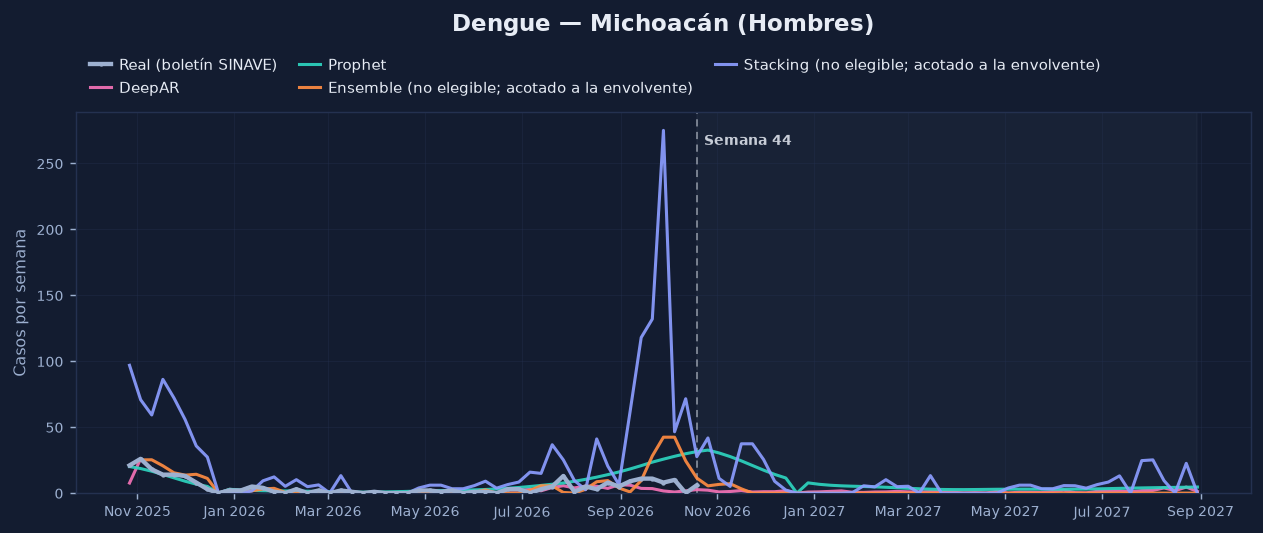 Dengue — Michoacán (Hombres)
Real (boletín SINAVE)
Prophet
Stacking (no elegible; acotado a la envolvente)
DeepAR
Ensemble (no elegible; acotado a la envolvente)
Semana 44
Casos por semana
250
200
150
100
50
0
Nov 2025
Jan 2026
Mar 2026
May 2026
Jul 2026
Sep 2026
Nov 2026
Jan 2027
Mar 2027
May 2027
Jul 2027
Sep 2027